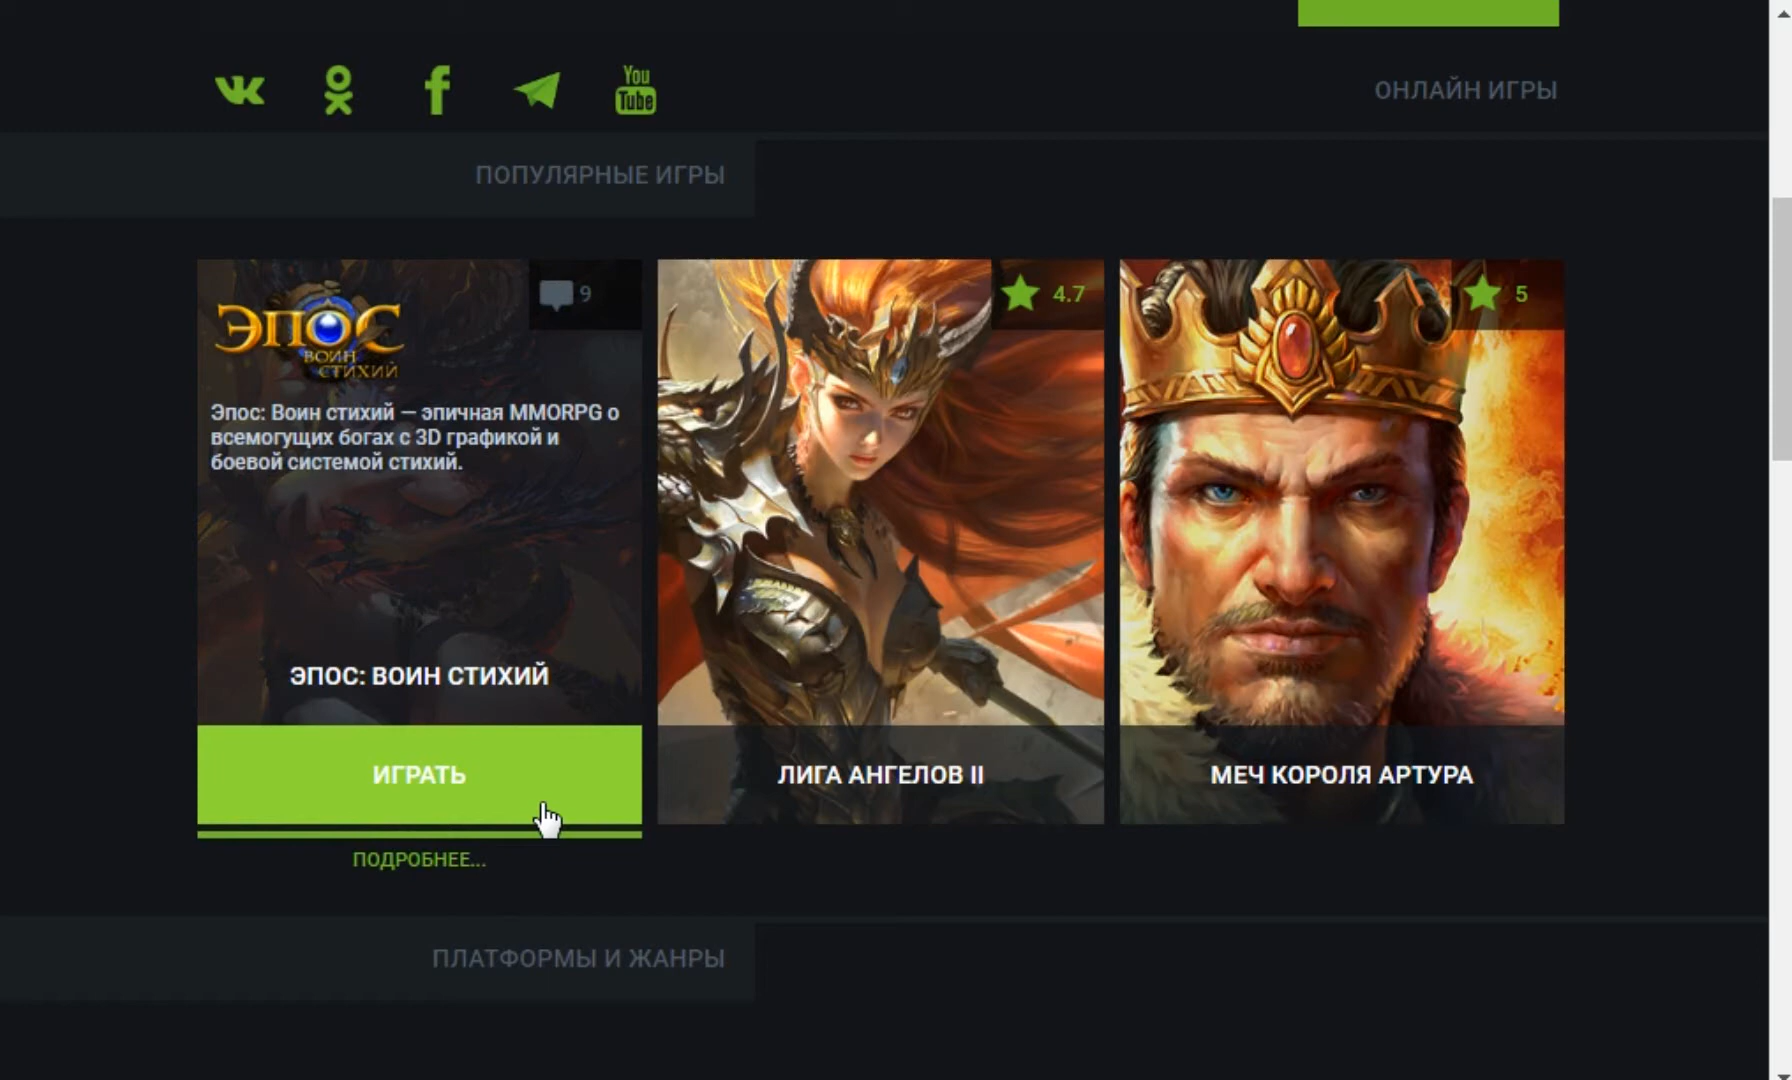 You
Tube
ОНЛАЙН ИГРЫ
ПОПУЛЯРНЫЕ ИГРЫ
ЭПОС
ВОИН
СТИХИЙ
9
Эпос: Воин стихий — эпичная MMORPG о
всемогущих богах с 3D графикой и
боевой системой стихий.
ЭПОС: ВОИН СТИХИЙ
ИГРАТЬ
ПОДРОБНЕЕ...
4.7
ЛИГА АНГЕЛОВ II
5
МЕЧ КОРОЛЯ АРТУРА
ПЛАТФОРМЫ И ЖАНРЫ